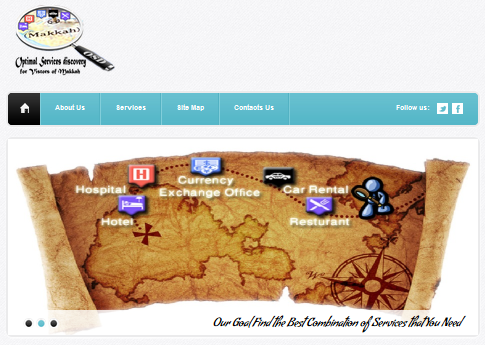 (Makkah)
OSD
Optimal Services discovery
for Vistors of Makkah
About Us
Services
Site Map
Contacts Us
Follow us:
H
Hospital
Currency
Exchange Office
Car Rental
Hotel
Resturant
Our Goal Find the Best Combination of Services that You Need